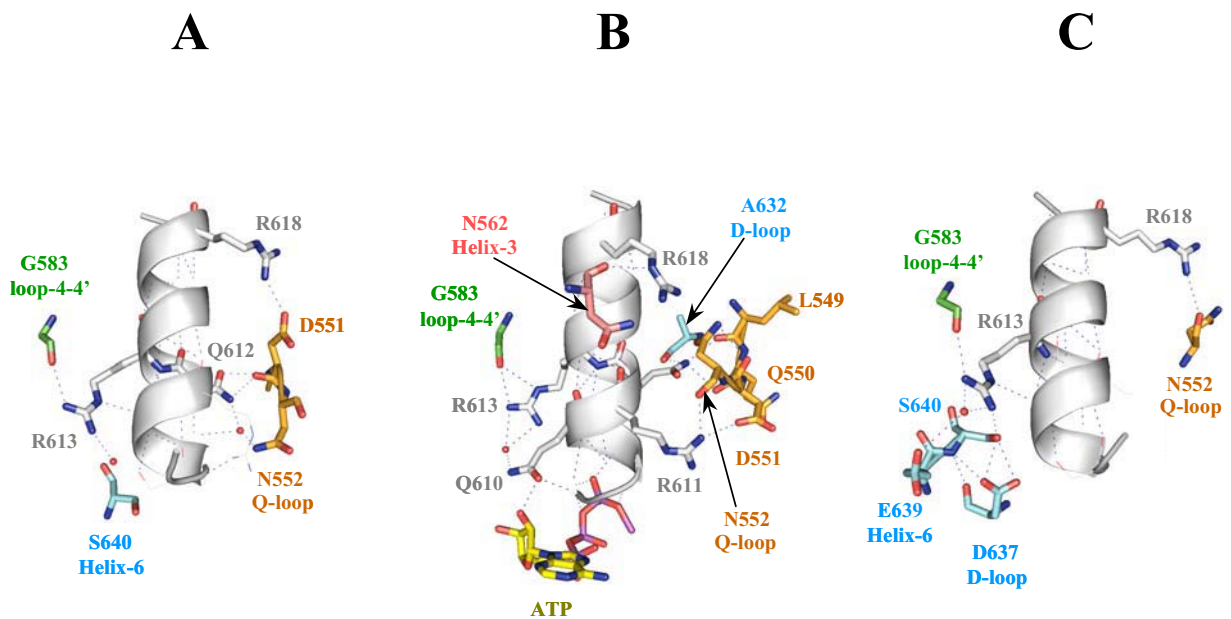 A
R618
G583
loop-4-4’
D551
Q612
R613
N552
Q-loop
S640
Helix-6
B
A632
D-loop
N562
Helix-3
R618
G583
loop-4-4’
L549
Q550
R613
D551
Q610
R611
N552
Q-loop
ATP
C
R618
G583
loop-4-4’
R613
N552
Q-loop
S640
E639
Helix-6
D637
D-loop